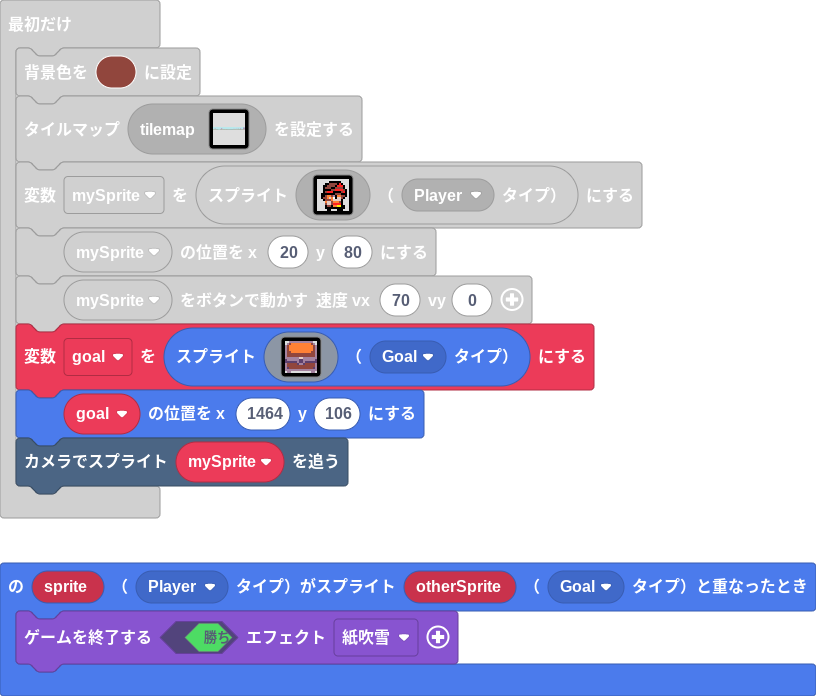 最初だけ
背景色を に設定
タイルマップ tilemap を設定する
変数 mySprite を スプライト （ Player タイプ） にする
mySprite の位置を x 20 y 80 にする
mySprite をボタンで動かす 速度 vx 70 vy 0
変数 goal を スプライト （ Goal タイプ） にする
goal の位置を x 1464 y 106 にする
カメラでスプライト mySprite を追う
の sprite （ Player タイプ）がスプライト otherSprite （ Goal タイプ）と重なったとき
ゲームを終了する 勝ち エフェクト 紙吹雪